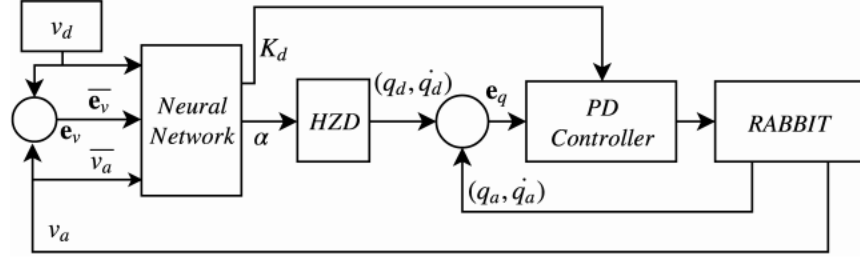 v_d
K_d
\overline{e_v}
e_v
\overline{v_a}
Neural
Network
α
HZD
(q_d, \dot{q_d})
e_q
PD
Controller
RABBIT
(q_a, \dot{q_a})
v_a